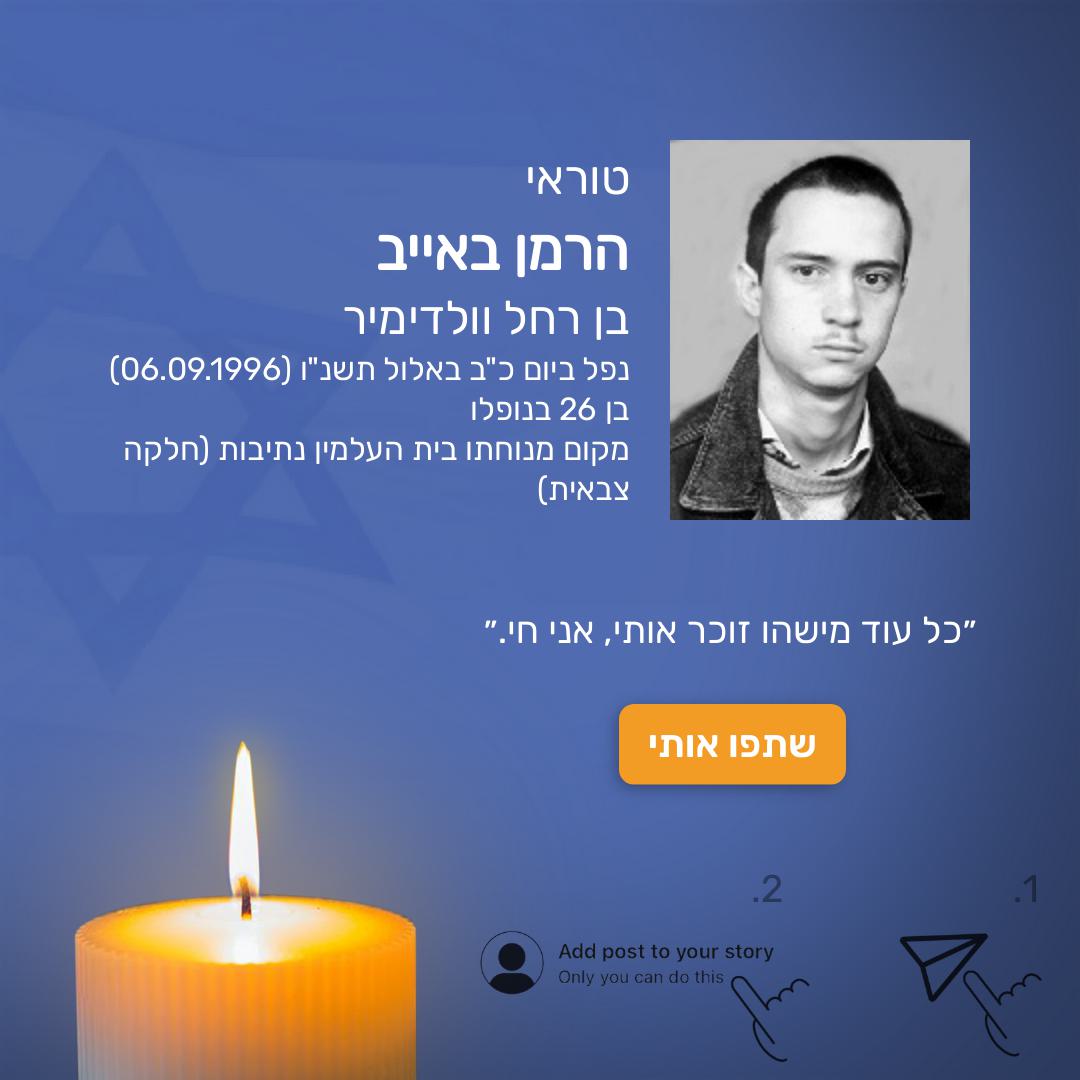 טוראי
הרמן באייב
בן רחל וולדימיר
נפל ביום כ"ב באלול תשנ"ו (06.09.1996)
בן 26 בנופלו
מקום מנוחתו בית העלמין נתיבות (חלקה
צבאית)
״כל עוד מישהו זוכר אותי, אני חי.״
שתפו אותי
.1
.2
Add post to your story
Only you can do this